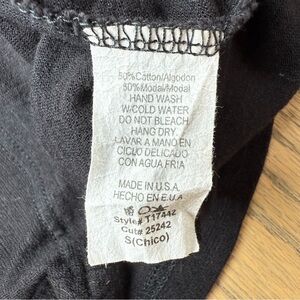 50%Cotton/Algodon
50%Modal/Modal
HAND WASH
W/COLD WATER
DO NOT BLEACH
HANG DRY
LAVAR A MANO EN
CICLO DELICADO
CON AGUA FRIA
MADE IN U.S.A.
HECHO EN E.U.A.
Style# T17442
Cut# 25242
S(Chico)